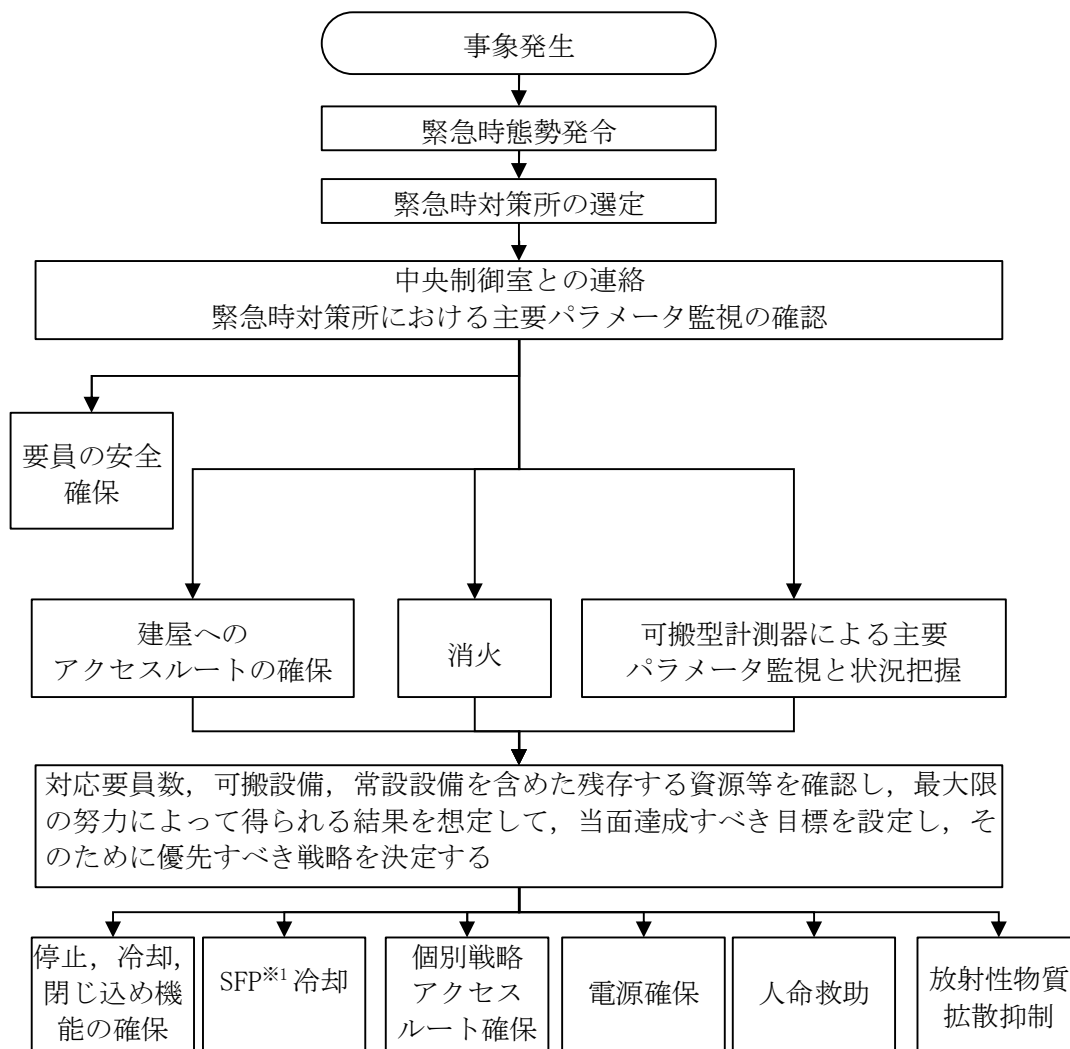 事象発生
緊急時態勢発令
緊急時対策所の選定
中央制御室との連絡
緊急時対策所における主要パラメータ監視の確認
要員の安全
確保
建屋への
アクセスルートの確保
消火
可搬型計測器による主要
パラメータ監視と状況把握
対応要員数，可搬設備，常設設備を含めた残存する資源等を確認し，最大限
の努力によって得られる結果を想定して，当面達成すべき目標を設定し，そ
のために優先すべき戦略を決定する
停止，冷却，
閉じ込め機
能の確保
SFP※1 冷却
個別戦略
アクセス
ルート確保
電源確保
人命救助
放射性物質
拡散抑制